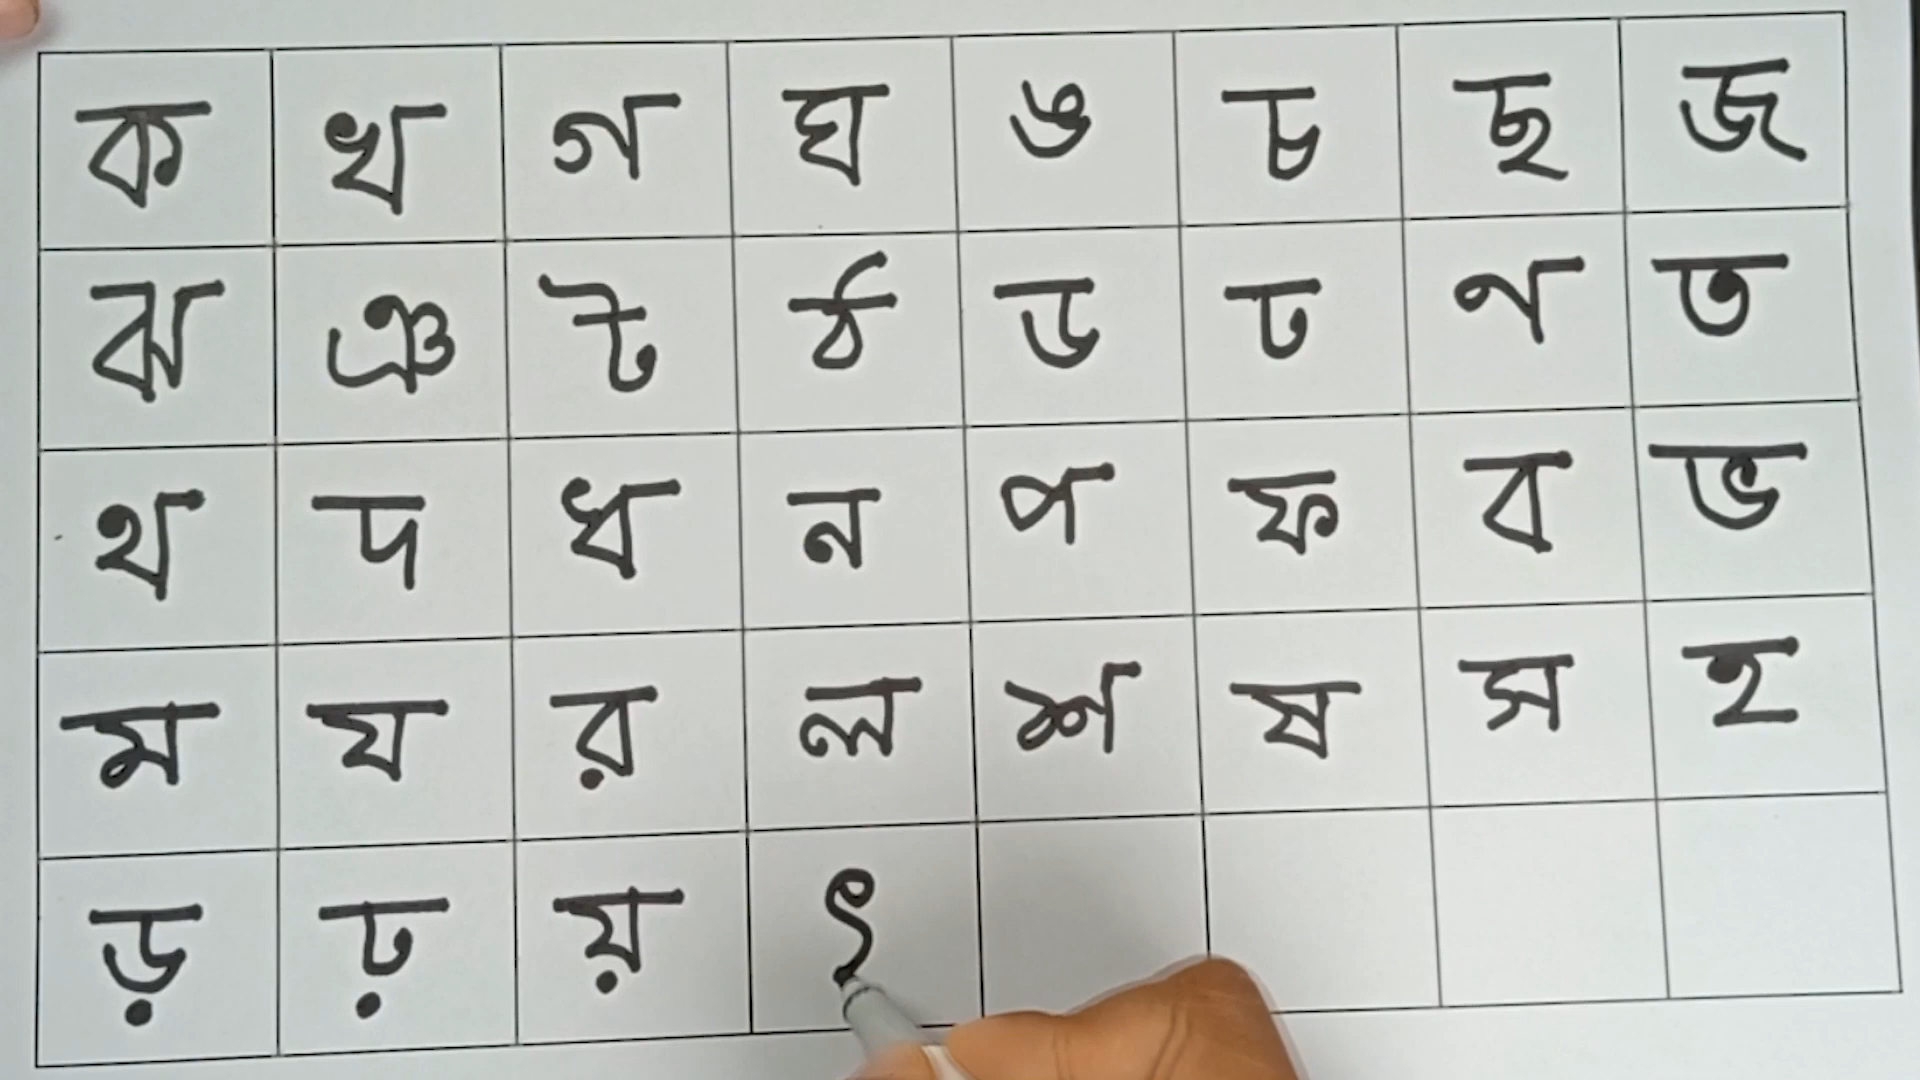 ক খ গ ঘ ঙ চ ছ জ
ঝ ঞ ট ঠ ড ঢ ণ ত
থ দ ধ ন প ফ ব ভ
ম য র ল শ ষ স হ
ড় ঢ় য় ৎ